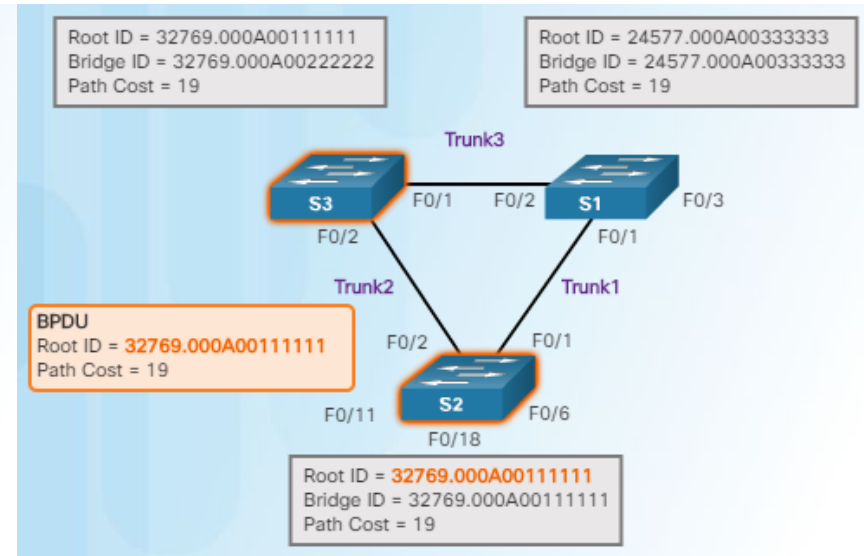 Root ID = 32769.000A00111111
Bridge ID = 32769.000A00222222
Path Cost = 19
Root ID = 24577.000A00333333
Bridge ID = 24577.000A00333333
Path Cost = 19
Trunk3
S3
F0/1
F0/2
S1
F0/3
F0/2
F0/1
Trunk2
Trunk1
BPDU
Root ID = 32769.000A00111111
Path Cost = 19
F0/2
F0/1
S2
F0/11
F0/6
F0/18
Root ID = 32769.000A00111111
Bridge ID = 32769.000A00111111
Path Cost = 19